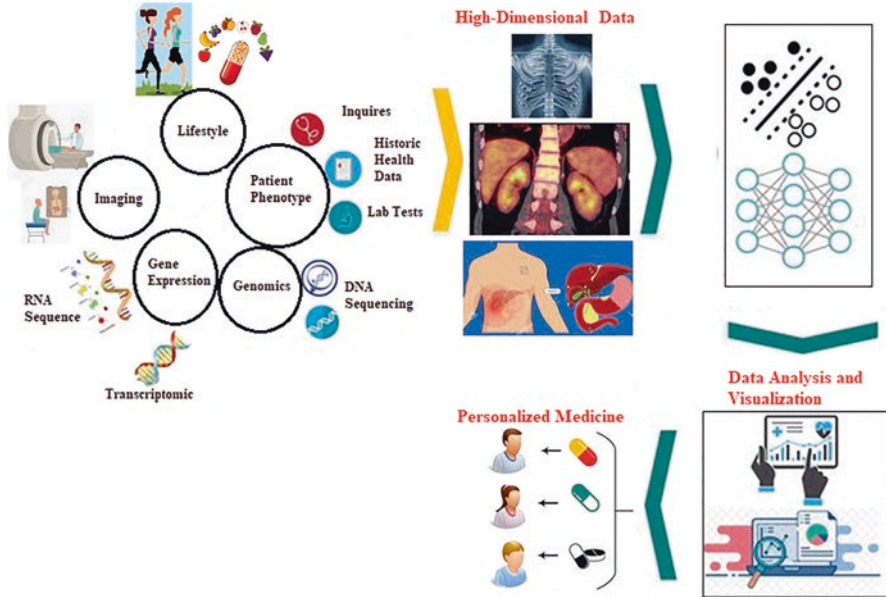 High-Dimensional Data
Lifestyle
Inquires
Historic
Health
Data
Patient
Phenotype
Imaging
Lab Tests
Gene
Expression
Genomics
RNA
Sequence
DNA
Sequencing
Transcriptomic
Data Analysis and
Visualization
Personalized Medicine